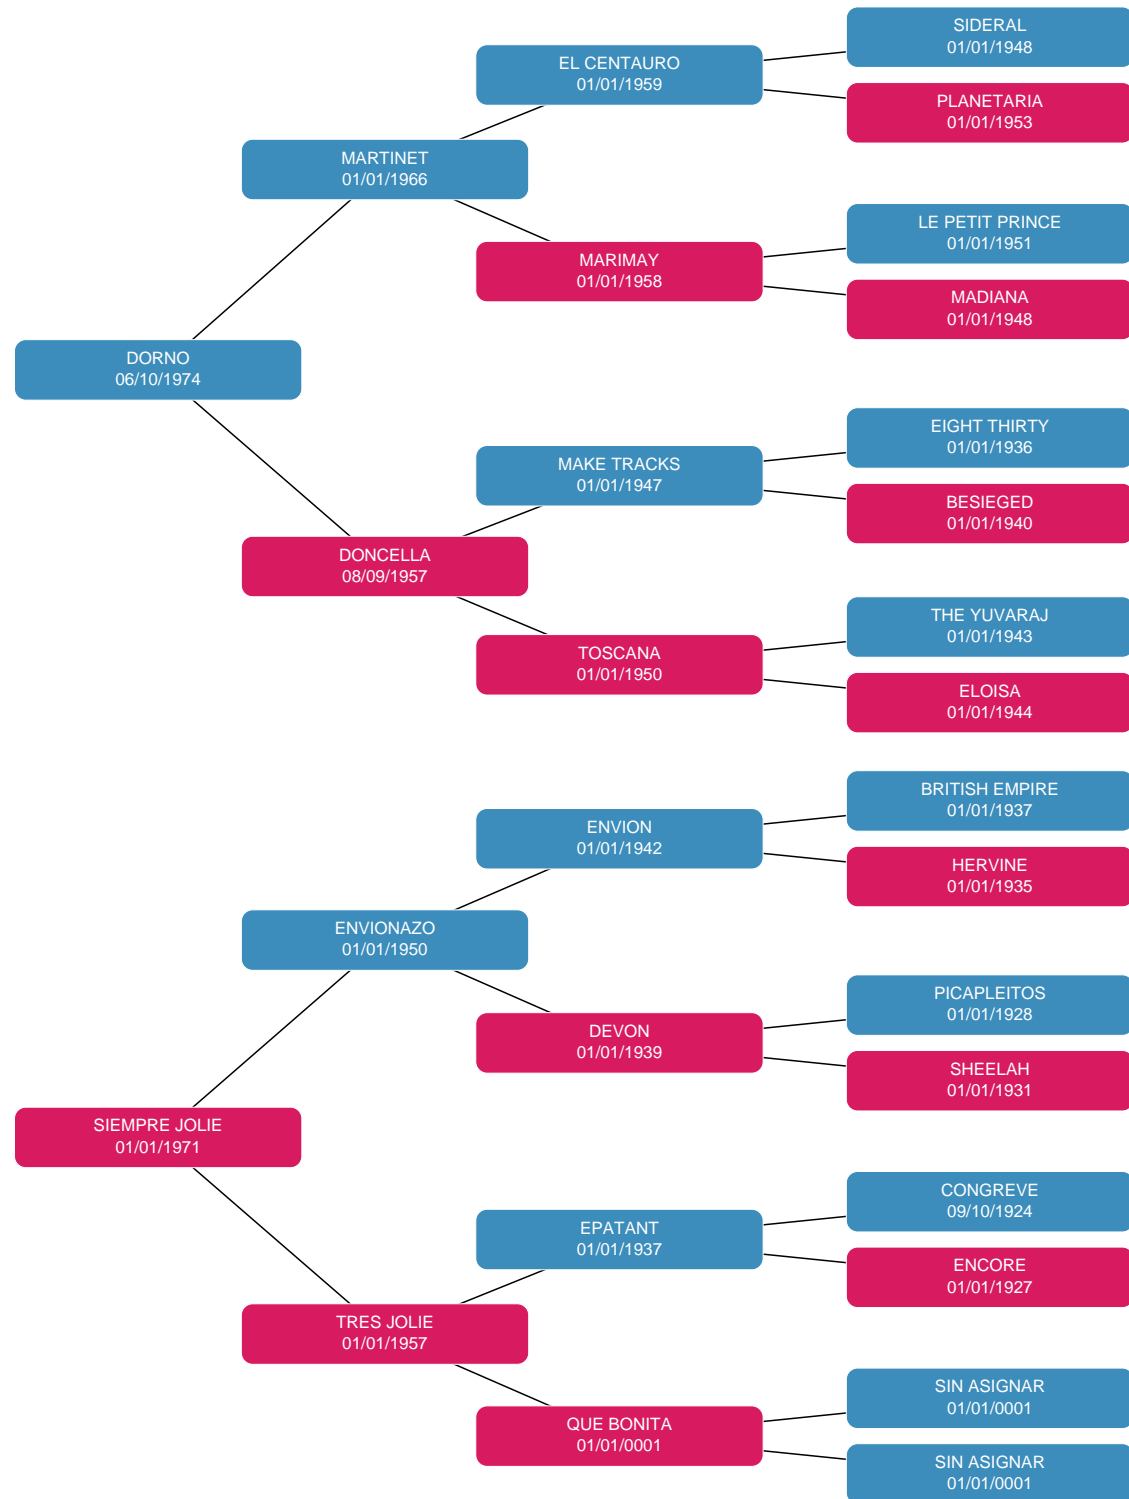 SIDERAL
01/01/1948
EL CENTAURO
01/01/1959
PLANETARIA
01/01/1953
MARTINET
01/01/1966
LE PETIT PRINCE
01/01/1951
MARIMAY
01/01/1958
MADIANA
01/01/1948
DORNO
06/10/1974
EIGHT THIRTY
01/01/1936
MAKE TRACKS
01/01/1947
BESIEGED
01/01/1940
DONCELLA
08/09/1957
THE YUVARAJ
01/01/1943
TOSCANA
01/01/1950
ELOISA
01/01/1944
BRITISH EMPIRE
01/01/1937
ENVION
01/01/1942
HERVINE
01/01/1935
ENVIONAZO
01/01/1950
PICAPLEITOS
01/01/1928
DEVON
01/01/1939
SHEELAH
01/01/1931
SIEMPRE JOLIE
01/01/1971
CONGREVE
09/10/1924
EPATANT
01/01/1937
ENCORE
01/01/1927
TRES JOLIE
01/01/1957
SIN ASIGNAR
01/01/0001
QUE BONITA
01/01/0001
SIN ASIGNAR
01/01/0001